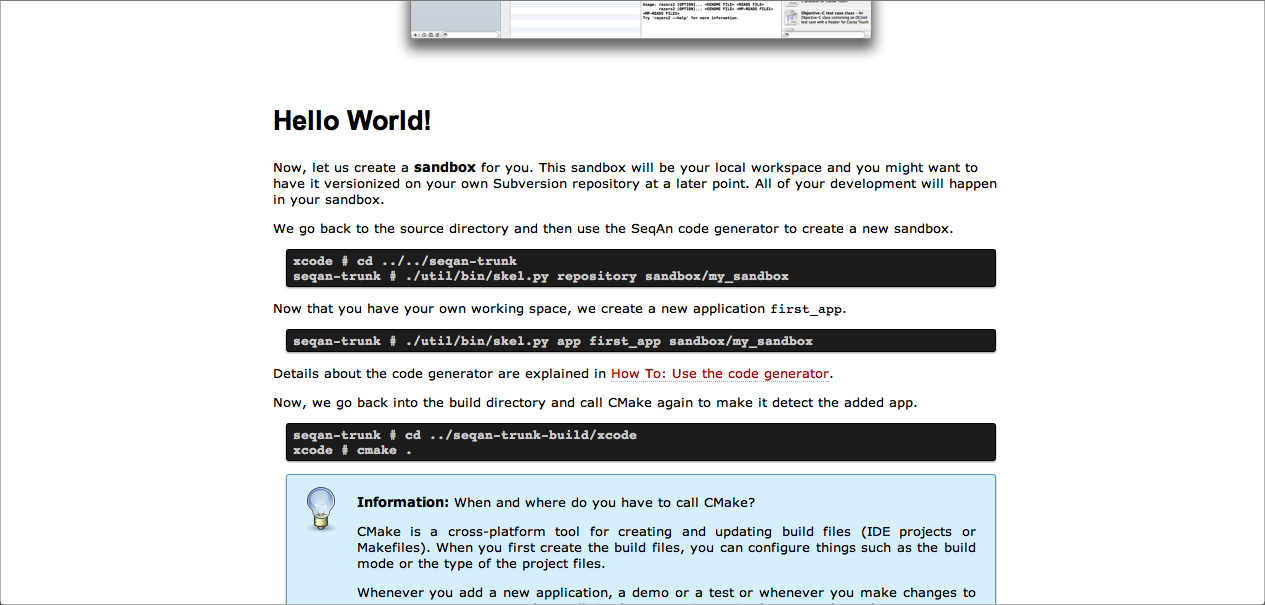 Usage: razers2 [OPTION]... <GENOME FILE> <READS FILE>
razers2 [OPTION]... <GENOME FILE> <MP-READS FILE1>
<MP-READS FILE2>
Try 'razers2 --help' for more information.
Objective-C test case class - An
Objective-C class containing an OCUnit
test case with a header for Cocoa Touch
Hello World!
Now, let us create a sandbox for you. This sandbox will be your local workspace and you might want to
have it versionized on your own Subversion repository at a later point. All of your development will happen
in your sandbox.
We go back to the source directory and then use the SeqAn code generator to create a new sandbox.
xcode # cd ../../seqan-trunk
seqan-trunk # ./util/bin/skel.py repository sandbox/my_sandbox
Now that you have your own working space, we create a new application first_app.
seqan-trunk # ./util/bin/skel.py app first_app sandbox/my_sandbox
Details about the code generator are explained in How To: Use the code generator.
Now, we go back into the build directory and call CMake again to make it detect the added app.
seqan-trunk # cd ../seqan-trunk-build/xcode
xcode # cmake .
Information: When and where do you have to call CMake?
CMake is a cross-platform tool for creating and updating build files (IDE projects or
Makefiles). When you first create the build files, you can configure things such as the build
mode or the type of the project files.
Whenever you add a new application, a demo or a test or whenever you make changes to